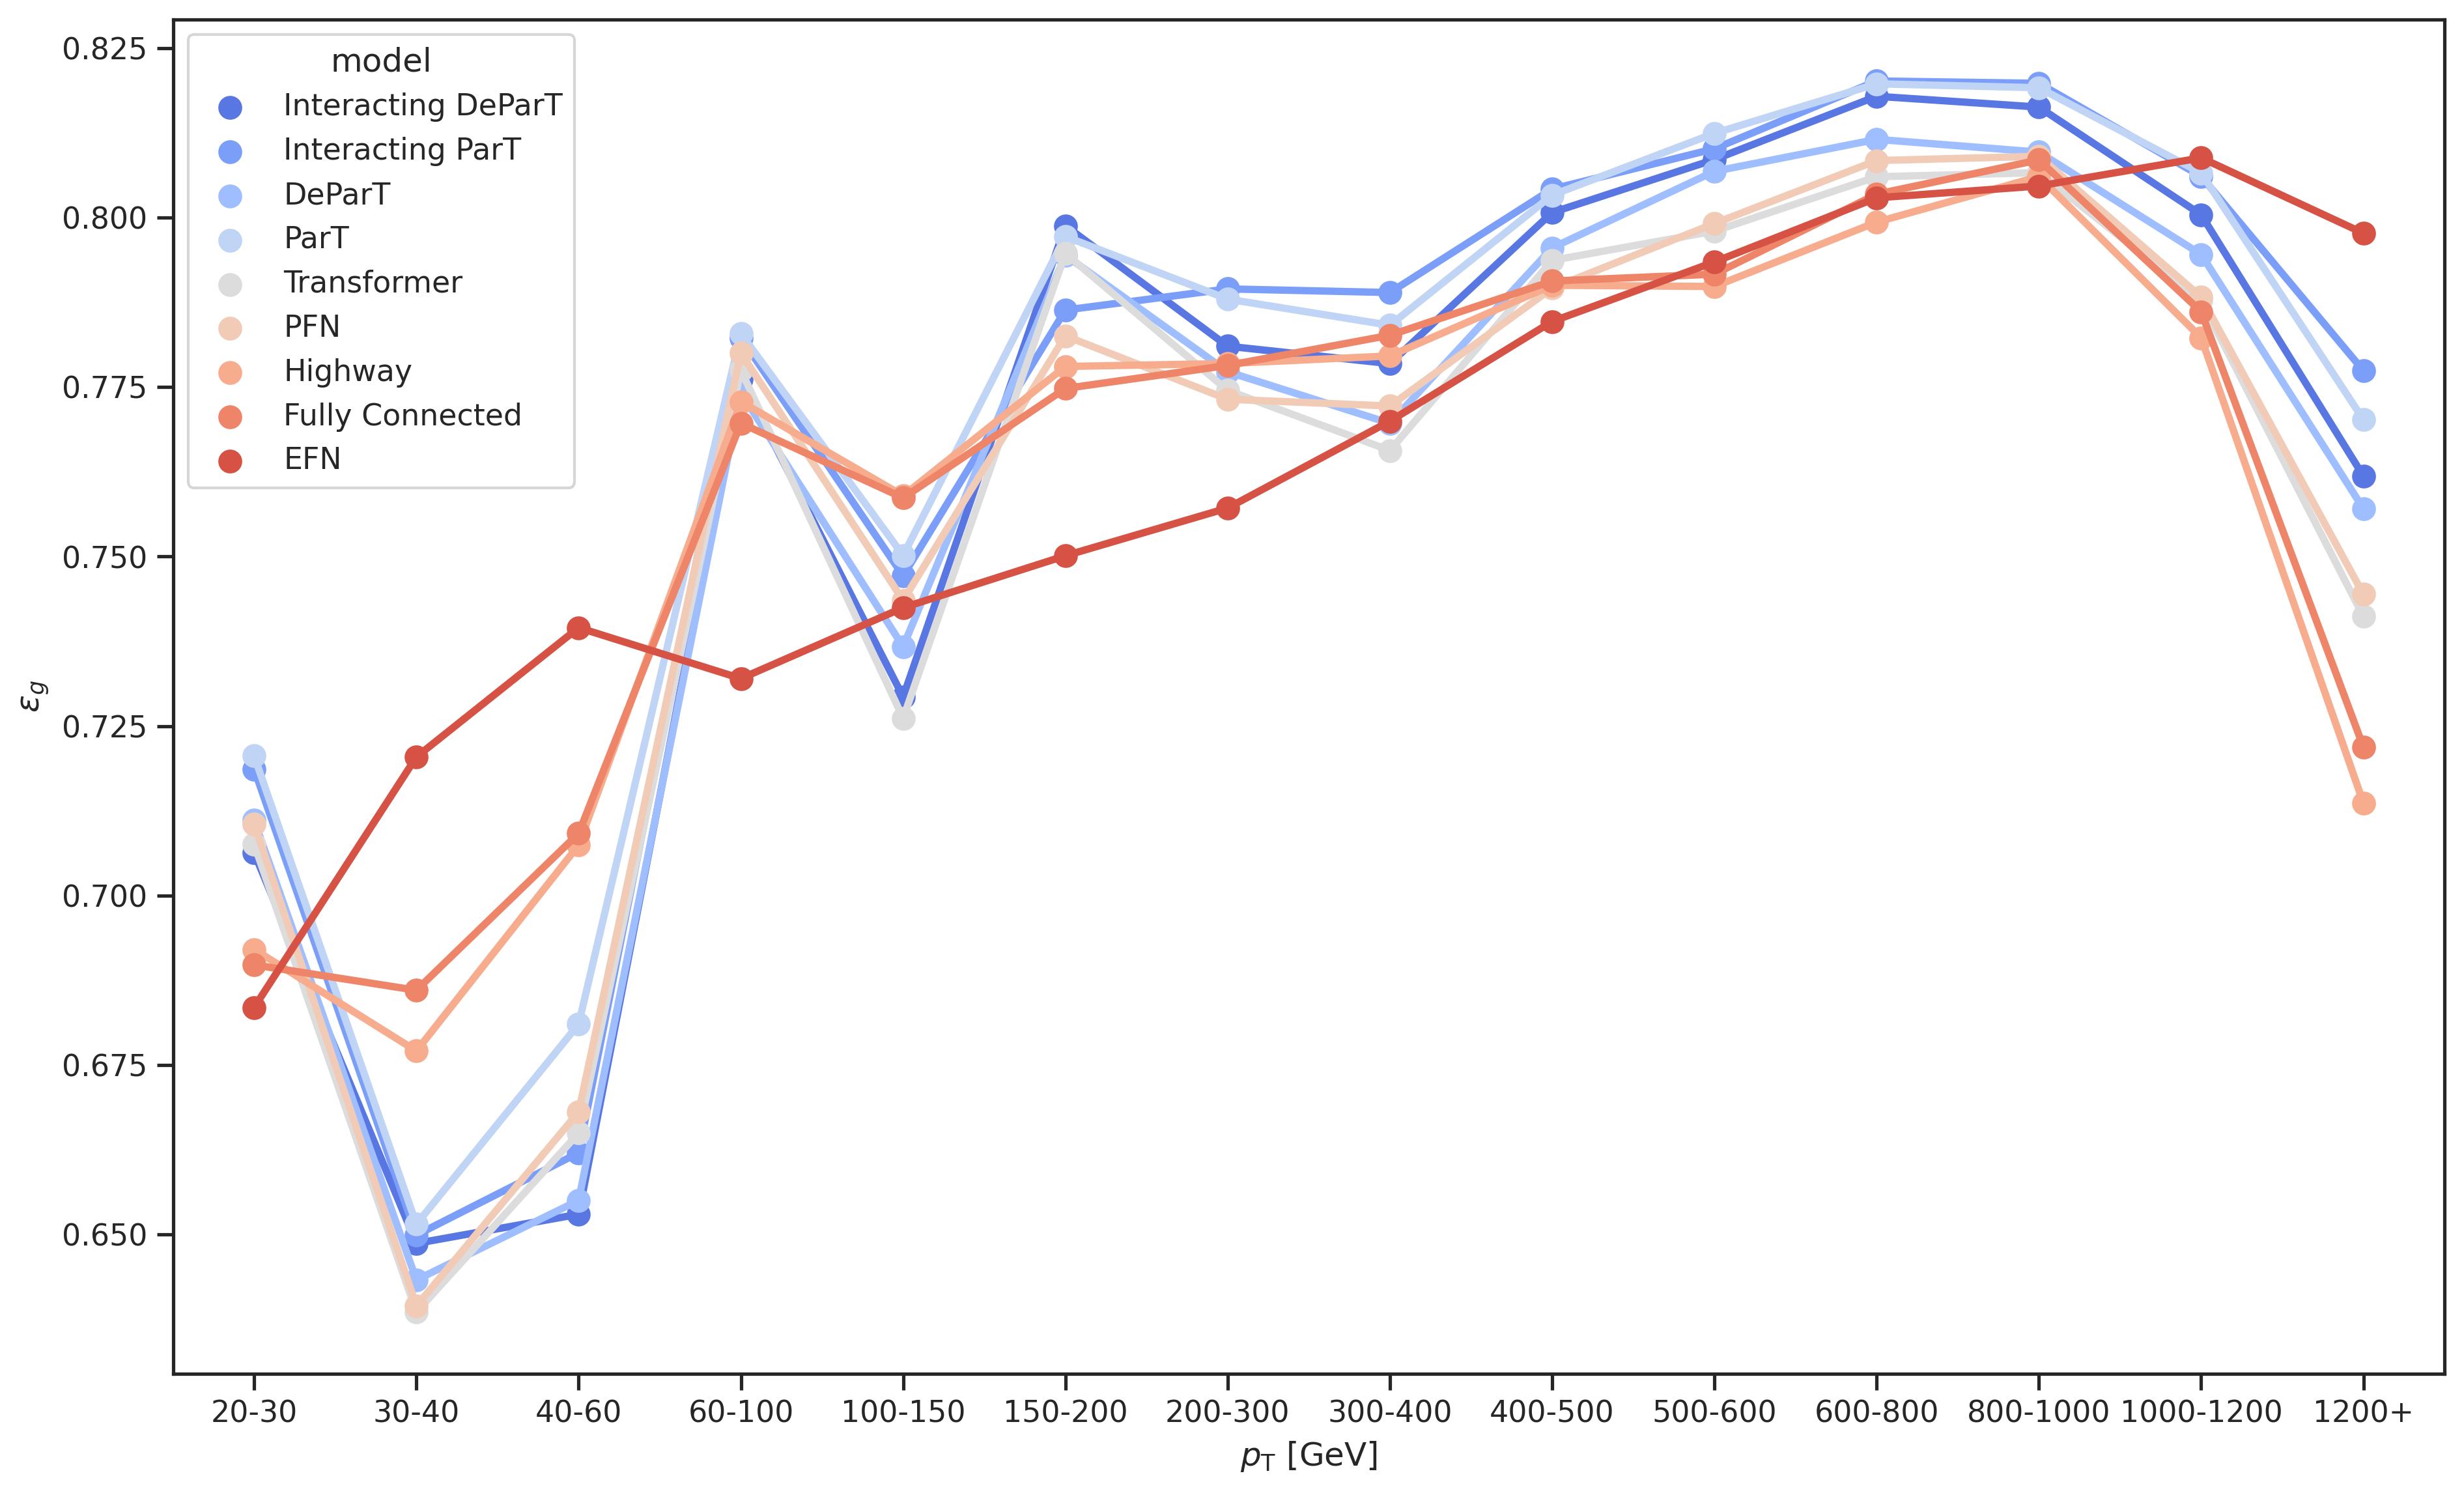 model
Interacting DeParT
Interacting ParT
DeParT
ParT
Transformer
PFN
Highway
Fully Connected
EFN
0.825
0.800
0.775
0.750
0.725
0.700
0.675
0.650
ε_g
20-30 30-40 40-60 60-100 100-150 150-200 200-300 300-400 400-500 500-600 600-800 800-1000 1000-1200 1200+
p_T [GeV]